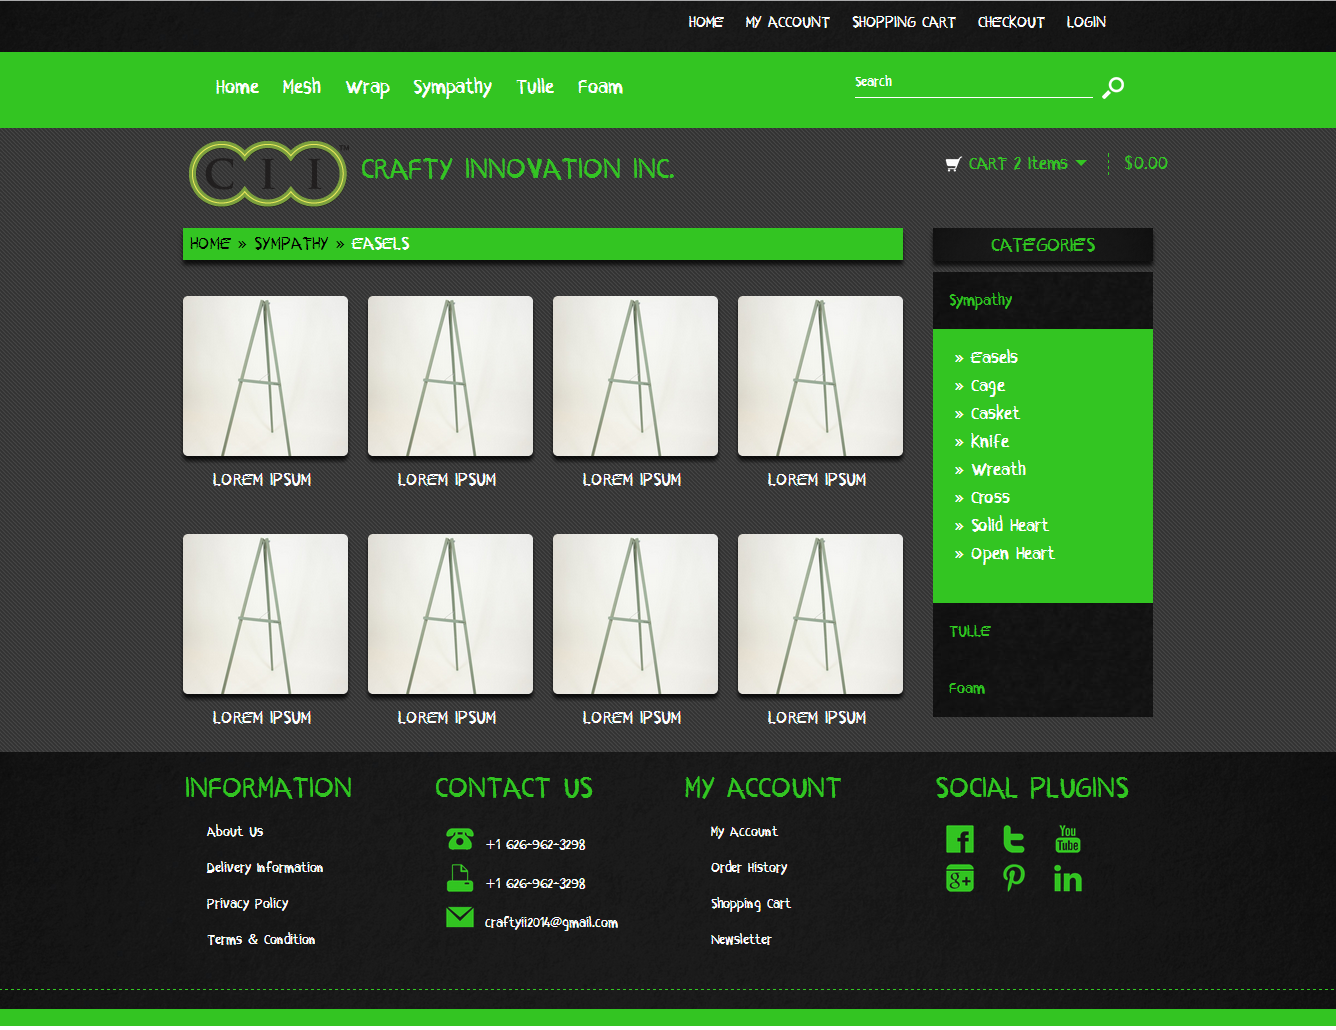 HOME MY ACCOUNT SHOPPING CART CHECKOUT LOGIN
Home Mesh Wrap Sympathy Tulle Foam Search
CII™ CRAFTY INNOVATION INC. CART 2 Items $0.00
HOME » SYMPATHY » EASELS
LOREM IPSUM LOREM IPSUM LOREM IPSUM LOREM IPSUM
LOREM IPSUM LOREM IPSUM LOREM IPSUM LOREM IPSUM
CATEGORIES
Sympathy
» Easels
» Cage
» Casket
» Knife
» Wreath
» Cross
» Solid Heart
» Open Heart
TULLE
Foam
INFORMATION
About Us
Delivery Information
Privacy Policy
Terms & Condition
CONTACT US
+1 626-962-3298
+1 626-962-3298
craftyii2014@gmail.com
MY ACCOUNT
My Account
Order History
Shopping Cart
Newsletter
SOCIAL PLUGINS
f t You Tube
g+ p in